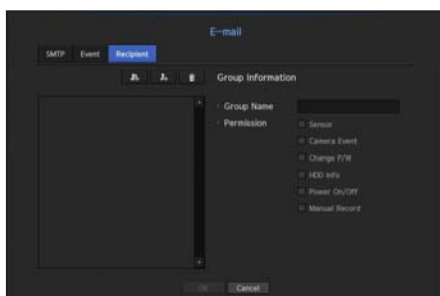 E-mail
SMTP Event Recipient
Group Information
Group Name
Permission
Sensor
Camera Event
Change P/W
HDD Info
Power On/Off
Manual Record
OK Cancel